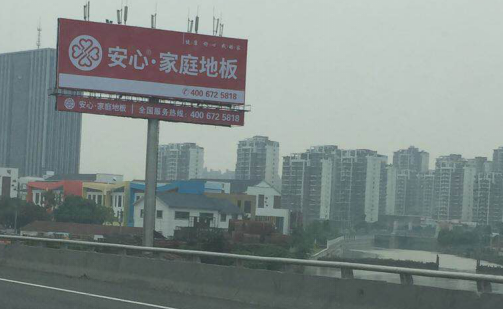 安心·家庭地板
400 672 5818
安心·家庭地板 | 全国服务热线 400 672 5818